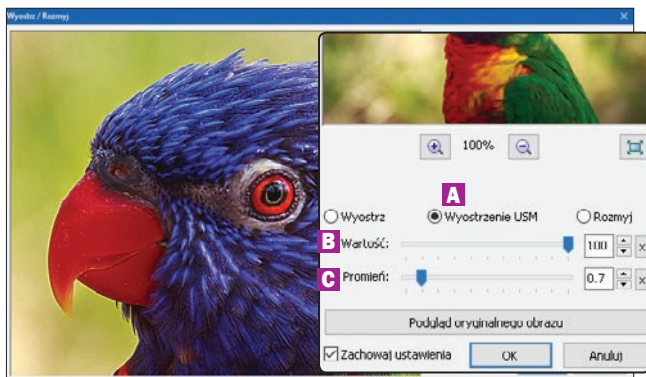 Wyostrz / Rozmyj
100%
A
Wyostrz Wyostrzenie USM Rozmyj
B Wartość: 100 x
C Promień: 0.7 x
Podgląd oryginalnego obrazu
Zachowaj ustawienia OK Anuluj